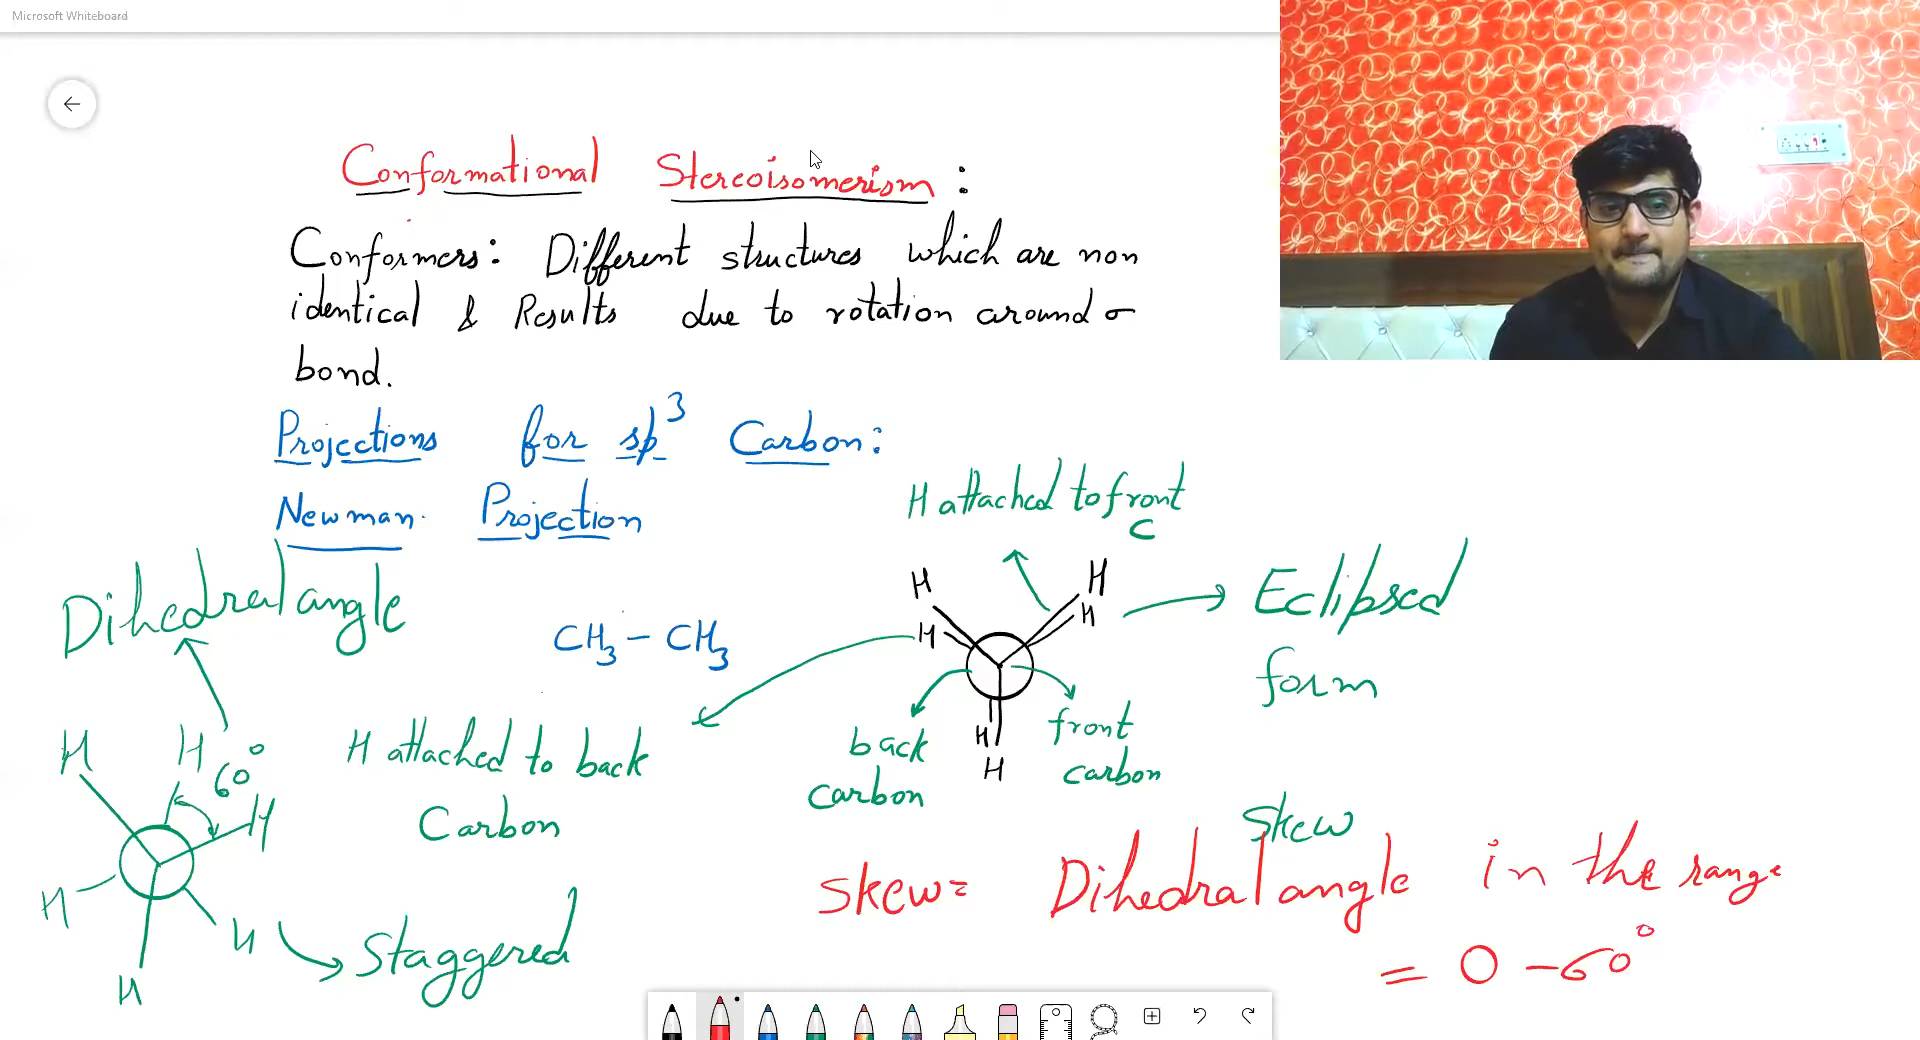 Microsoft Whiteboard
Conformational Stereoisomerism :
Conformers: Different structures which are non
identical & Results due to rotation around σ
bond.
Projections for sp³ Carbon:
Newman Projection
H attached to front
C
Dihedral angle
CH₃ – CH₃
H
H
H
H
H
H
Eclipsed
form
back
carbon
front
carbon
H attached to back
Carbon
H
H
60°
H
H
H
H
Staggered
Skew
Skew = Dihedral angle in the range
= 0 – 60°